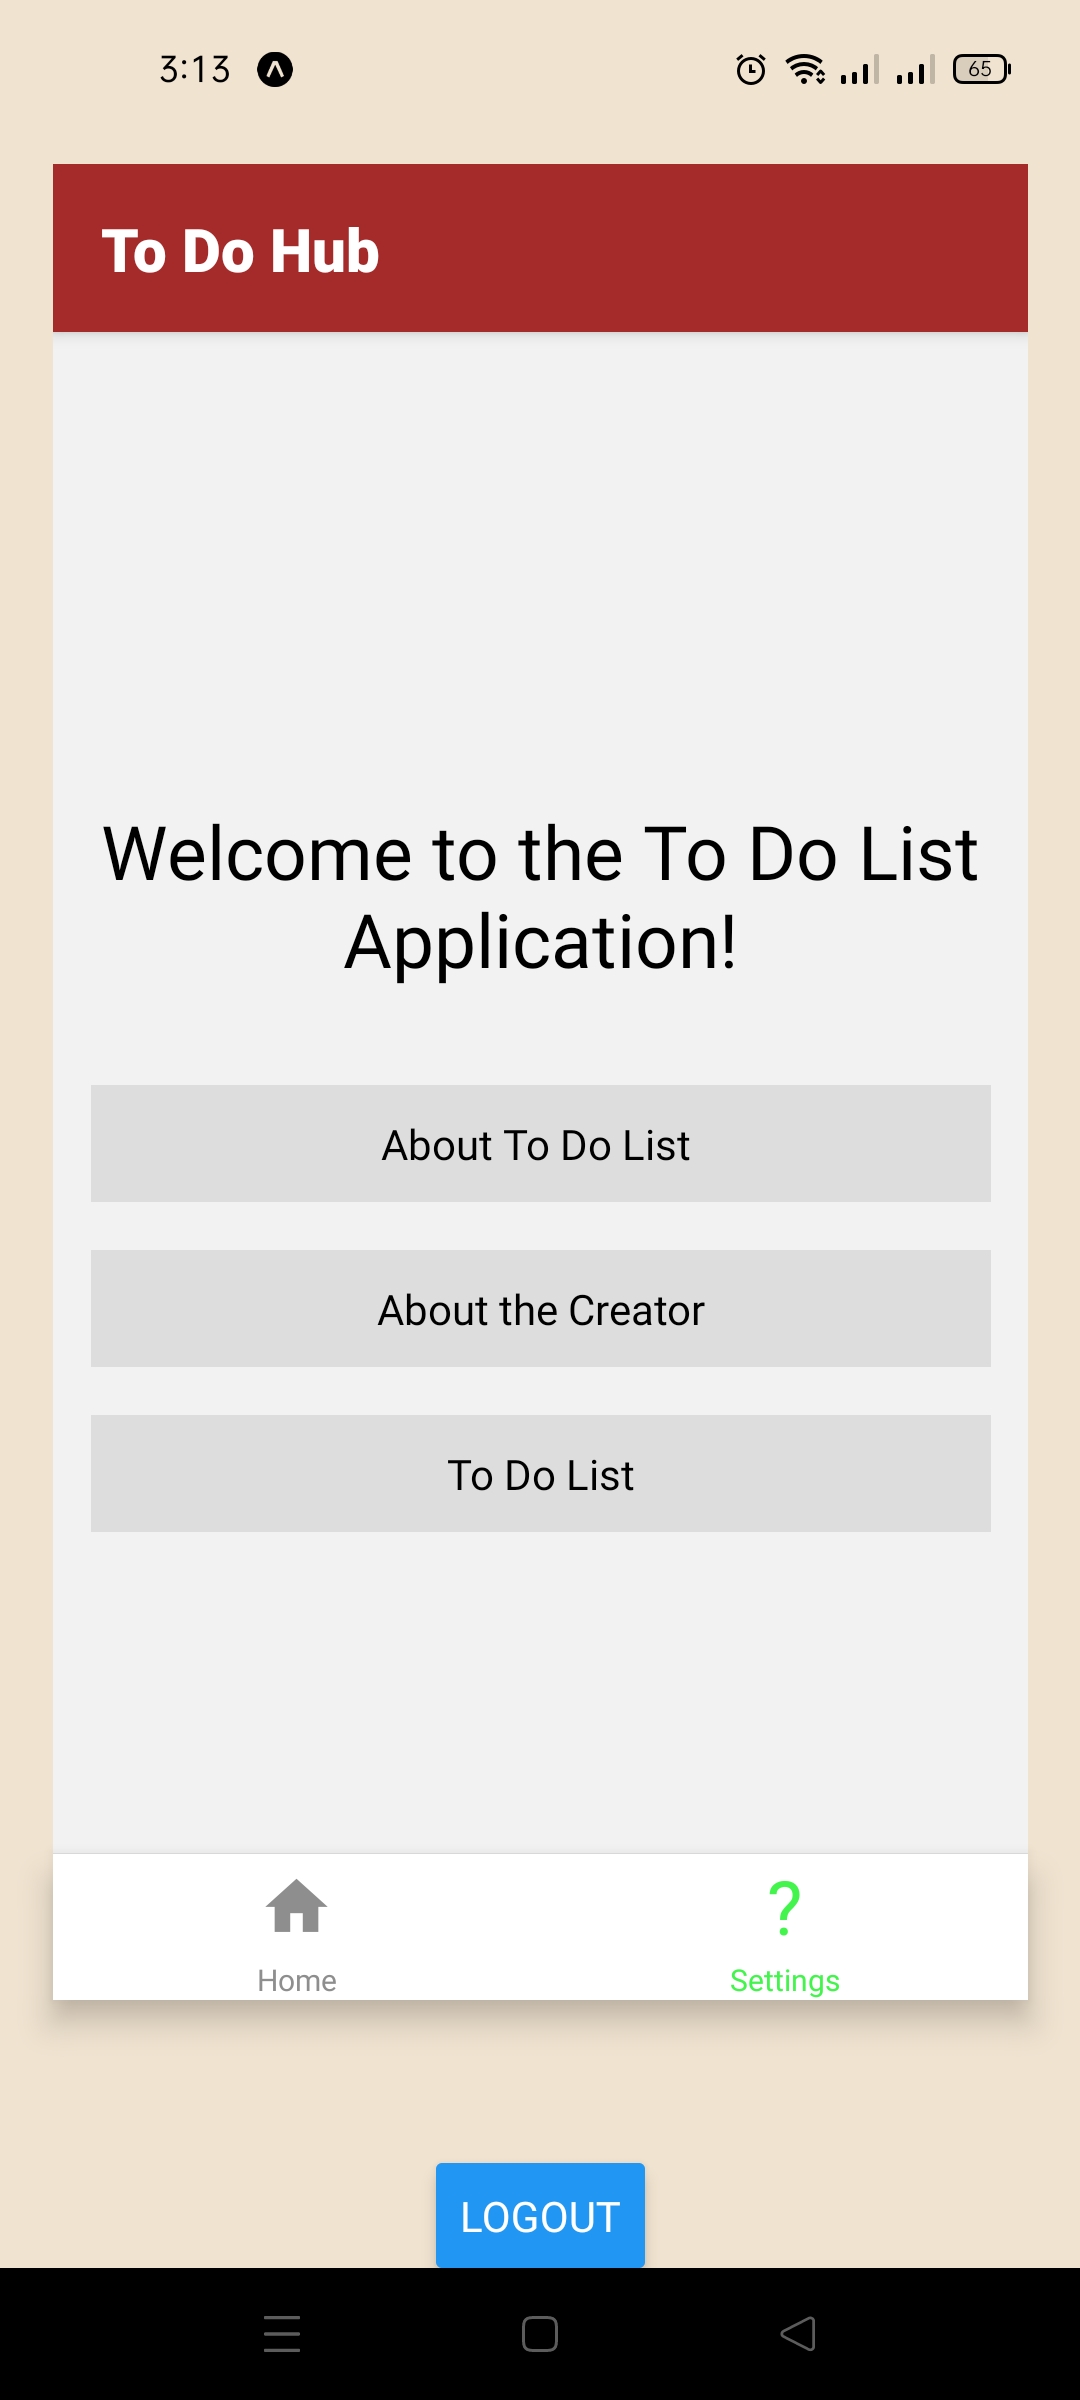 3:13
65
To Do Hub
Welcome to the To Do List
Application!
About To Do List
About the Creator
To Do List
?
Home
Settings
LOGOUT